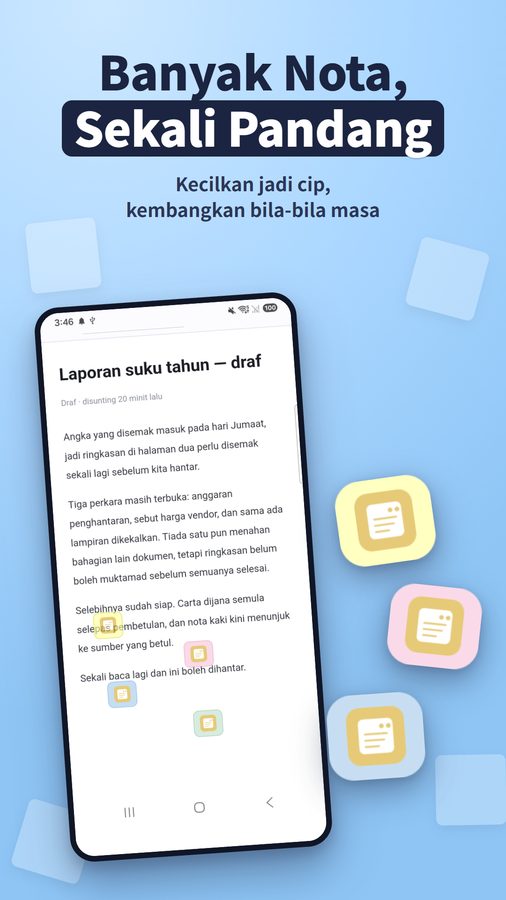 Banyak Nota,
Sekali Pandang
Kecilkan jadi cip,
kembangkan bila-bila masa
3:46
100
Laporan suku tahun — draf
Draf · disunting 20 minit lalu
Angka yang disemak masuk pada hari Jumaat,
jadi ringkasan di halaman dua perlu disemak
sekali lagi sebelum kita hantar.
Tiga perkara masih terbuka: anggaran
penghantaran, sebut harga vendor, dan sama ada
lampiran dikekalkan. Tiada satu pun menahan
bahagian lain dokumen, tetapi ringkasan belum
boleh muktamad sebelum semuanya selesai.
Selebihnya sudah siap. Carta dijana semula
selepas pembetulan, dan nota kaki kini menunjuk
ke sumber yang betul.
Sekali baca lagi dan ini boleh dihantar.